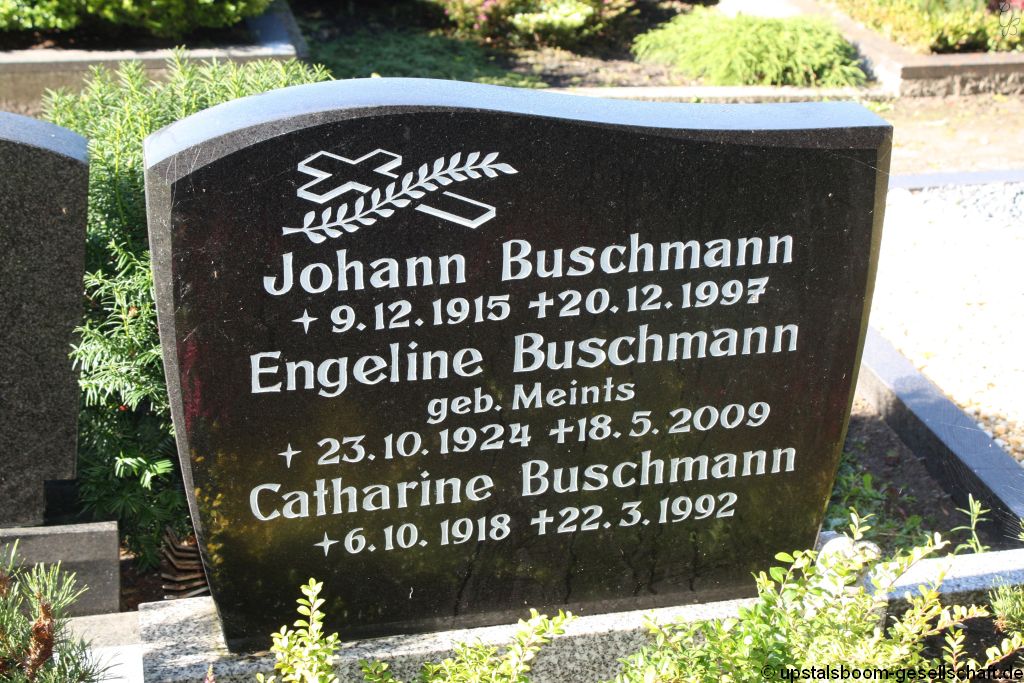 Johann Buschmann
✦ 9.12.1915 ✝20.12.1997
Engeline Buschmann
geb. Meints
✦ 23.10.1924 ✝18.5.2009
Catharine Buschmann
✦ 6.10.1918 ✝22.3.1992
© upstalsboom-gesellschaft.de